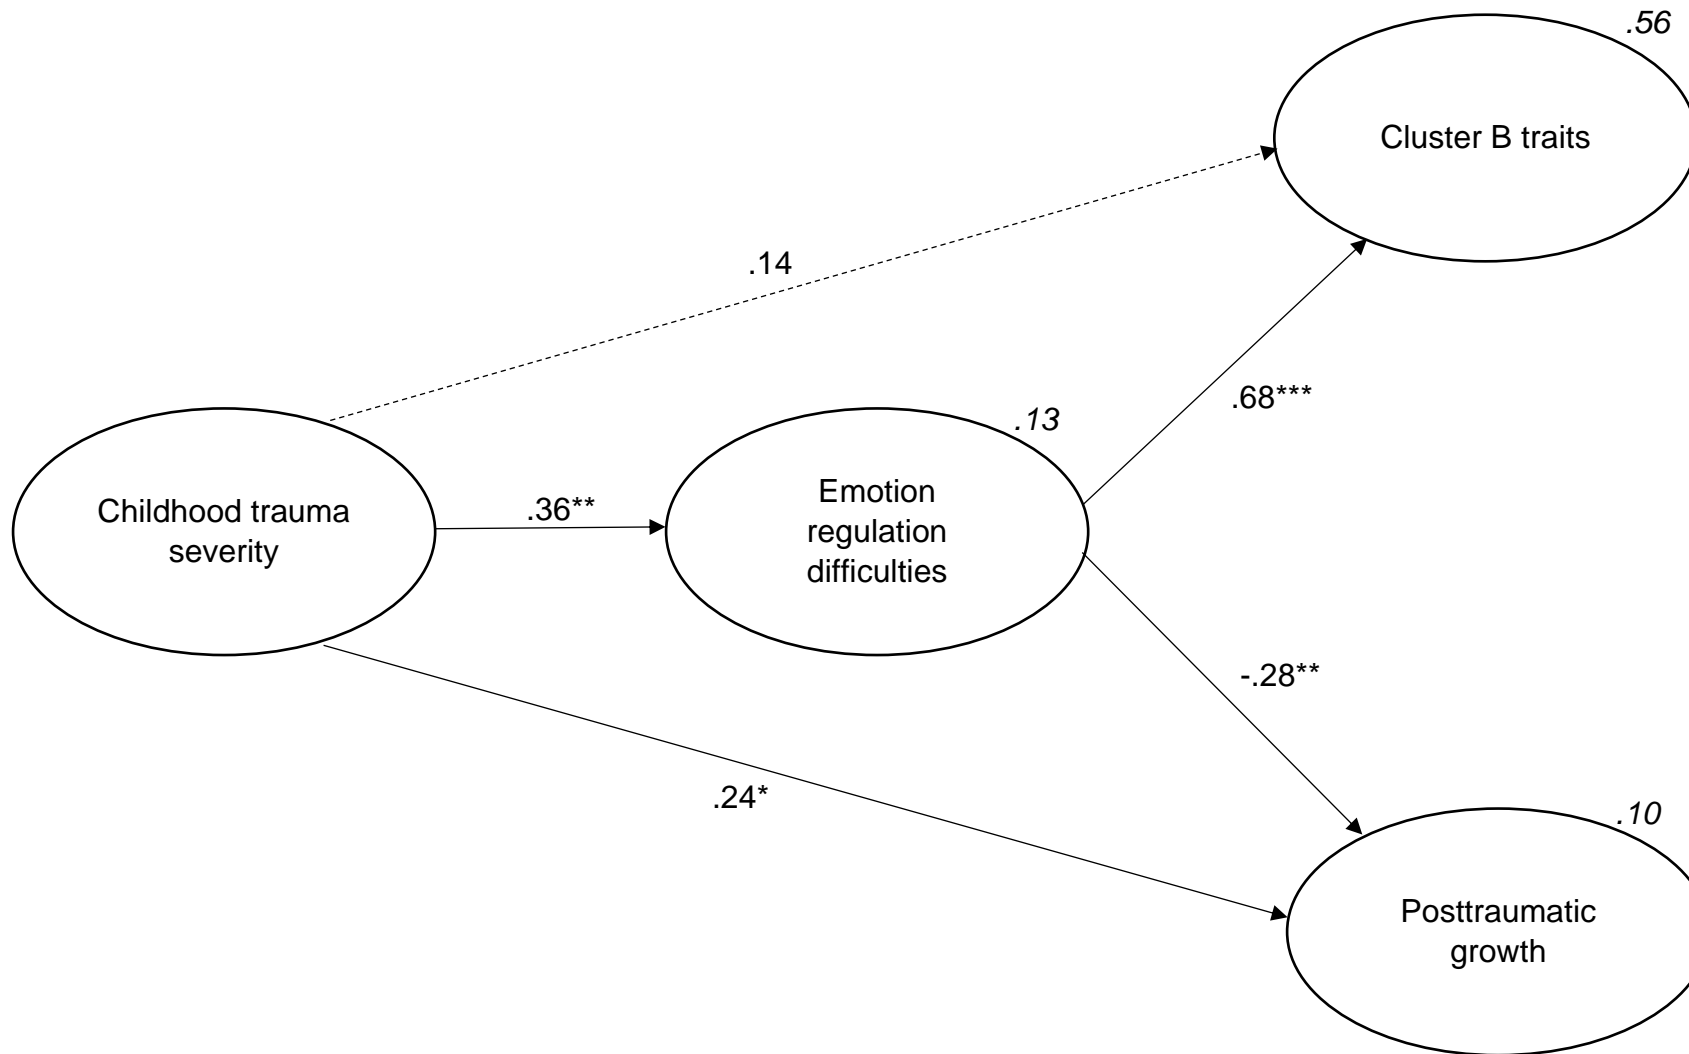 .56
Cluster B traits
.14
.68***
.13
Childhood trauma
severity
.36**
Emotion
regulation
difficulties
-.28**
.24*
.10
Posttraumatic
growth